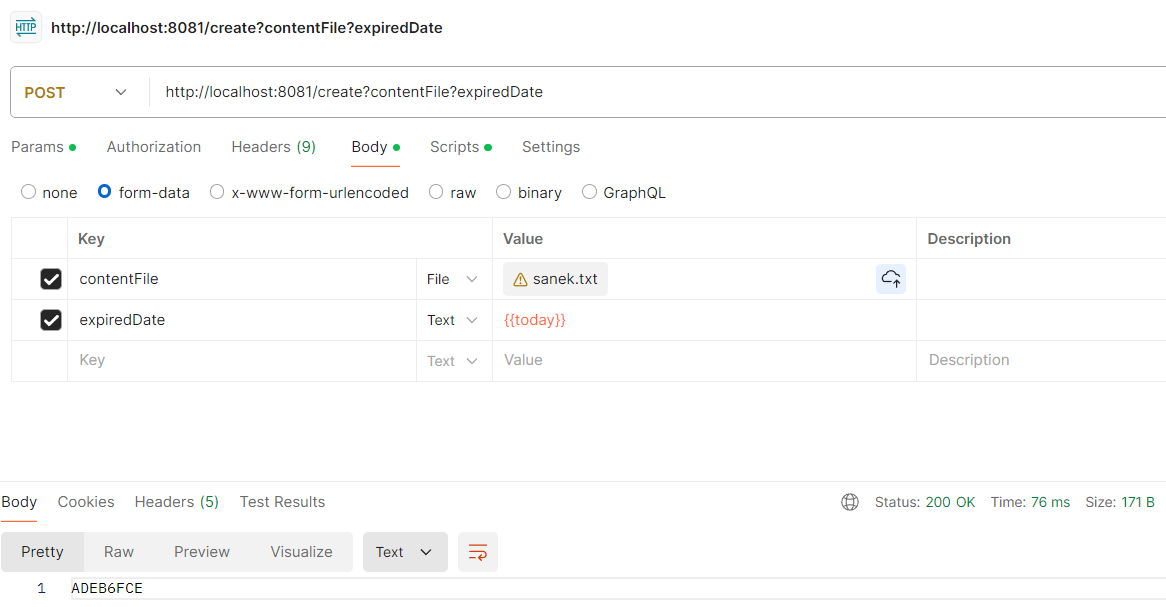 HTTP http://localhost:8081/create?contentFile?expiredDate
POST http://localhost:8081/create?contentFile?expiredDate
Params Authorization Headers (9) Body Scripts Settings
none form-data x-www-form-urlencoded raw binary GraphQL
Key Value Description
contentFile File sanek.txt
expiredDate Text {{today}}
Key Text Value Description
Body Cookies Headers (5) Test Results Status: 200 OK Time: 76 ms Size: 171 B
Pretty Raw Preview Visualize Text
1 ADEB6FCE